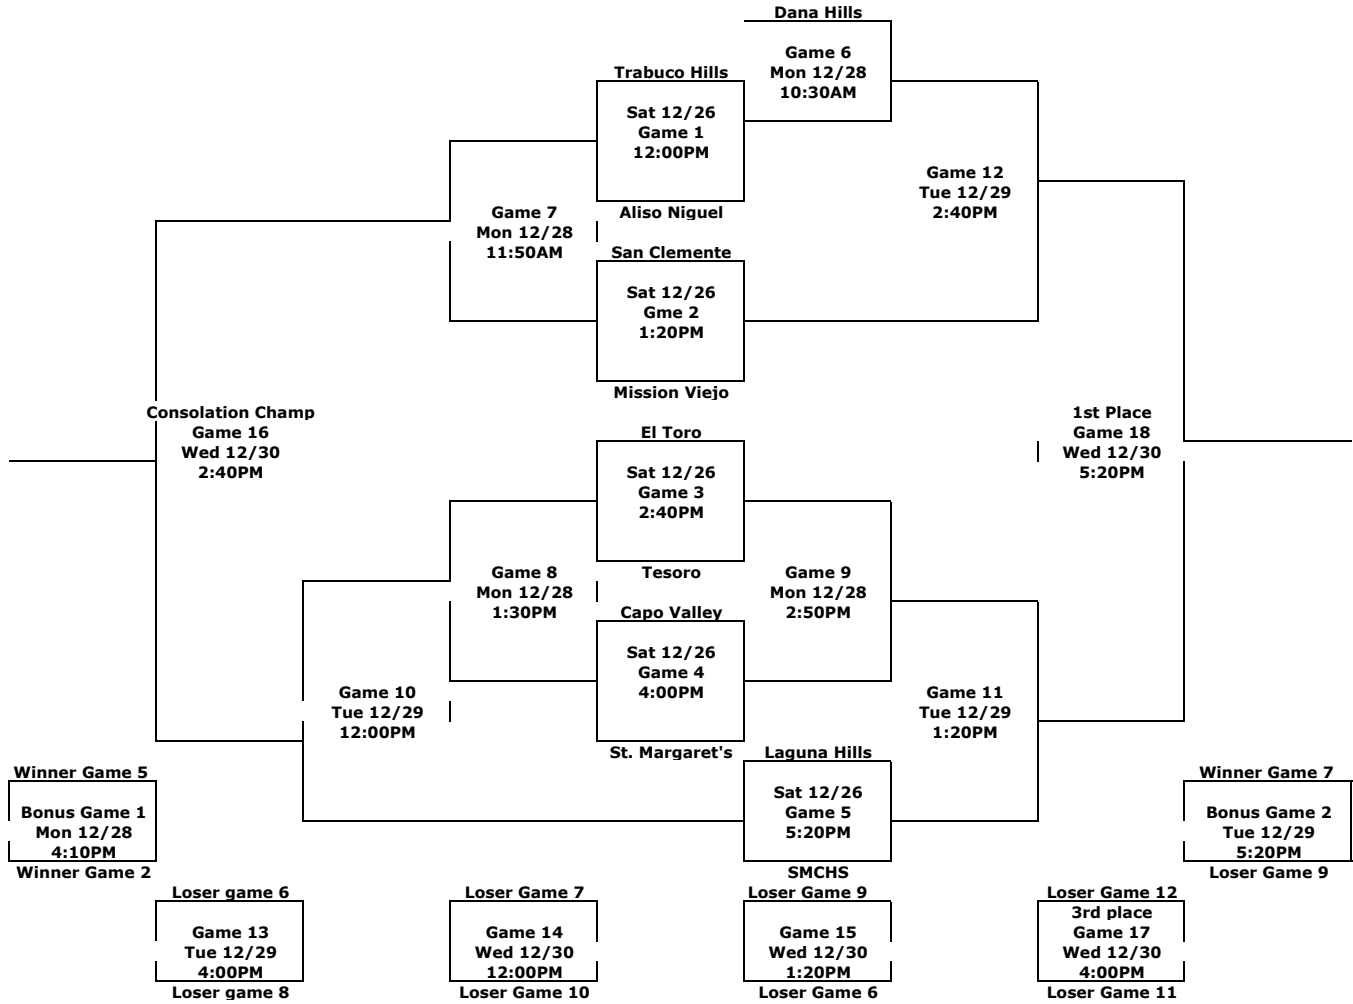 Dana Hills
Game 6
Mon 12/28
10:30AM
Trabuco Hills
Sat 12/26
Game 1
12:00PM
Aliso Niguel
Game 12
Tue 12/29
2:40PM
Game 7
Mon 12/28
11:50AM
San Clemente
Sat 12/26
Gme 2
1:20PM
Mission Viejo
Consolation Champ
Game 16
Wed 12/30
2:40PM
1st Place
Game 18
Wed 12/30
5:20PM
El Toro
Sat 12/26
Game 3
2:40PM
Tesoro
Game 8
Mon 12/28
1:30PM
Game 9
Mon 12/28
2:50PM
Capo Valley
Sat 12/26
Game 4
4:00PM
St. Margaret's
Game 10
Tue 12/29
12:00PM
Game 11
Tue 12/29
1:20PM
Laguna Hills
Sat 12/26
Game 5
5:20PM
SMCHS
Winner Game 5
Bonus Game 1
Mon 12/28
4:10PM
Winner Game 2
Winner Game 7
Bonus Game 2
Tue 12/29
5:20PM
Loser Game 9
Loser game 6
Game 13
Tue 12/29
4:00PM
Loser game 8
Loser Game 7
Game 14
Wed 12/30
12:00PM
Loser Game 10
Loser Game 9
Game 15
Wed 12/30
1:20PM
Loser Game 6
Loser Game 12
3rd place
Game 17
Wed 12/30
4:00PM
Loser Game 11